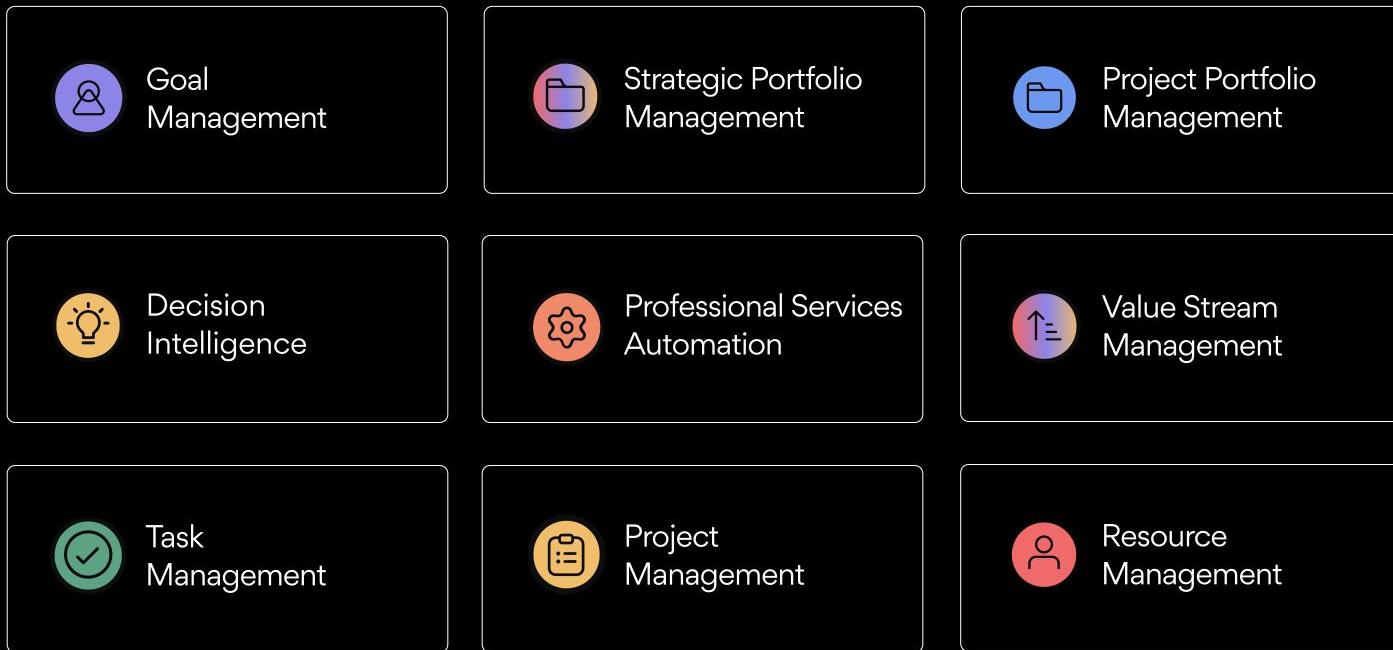 Goal
Management
Strategic Portfolio
Management
Project Portfolio
Management
Decision
Intelligence
Professional Services
Automation
Value Stream
Management
Task
Management
Project
Management
Resource
Management